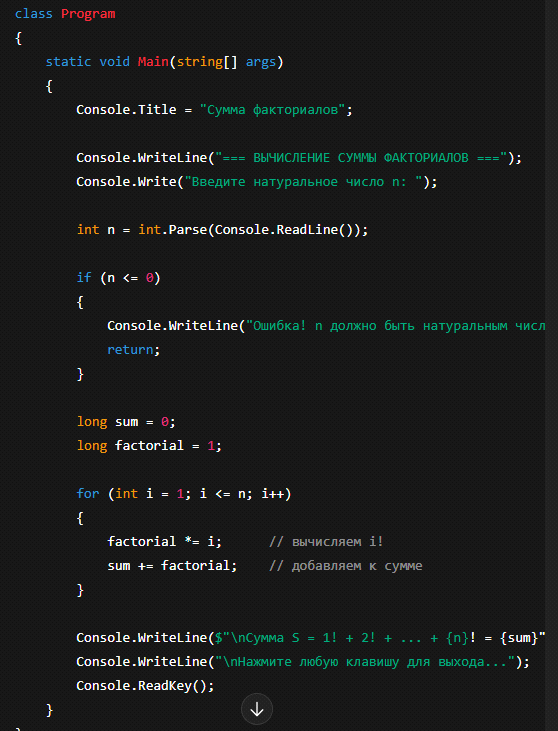 class Program
{
    static void Main(string[] args)
    {
        Console.Title = "Сумма факториалов";

        Console.WriteLine("=== ВЫЧИСЛЕНИЕ СУММЫ ФАКТОРИАЛОВ ===");
        Console.Write("Введите натуральное число n: ");

        int n = int.Parse(Console.ReadLine());

        if (n <= 0)
        {
            Console.WriteLine("Ошибка! n должно быть натуральным числ
            return;
        }

        long sum = 0;
        long factorial = 1;

        for (int i = 1; i <= n; i++)
        {
            factorial *= i;      // вычисляем i!
            sum += factorial;    // добавляем к сумме
        }

        Console.WriteLine($"\nСумма S = 1! + 2! + ... + {n}! = {sum}"
        Console.WriteLine("\nНажмите любую клавишу для выхода...");
        Console.ReadKey();
    }